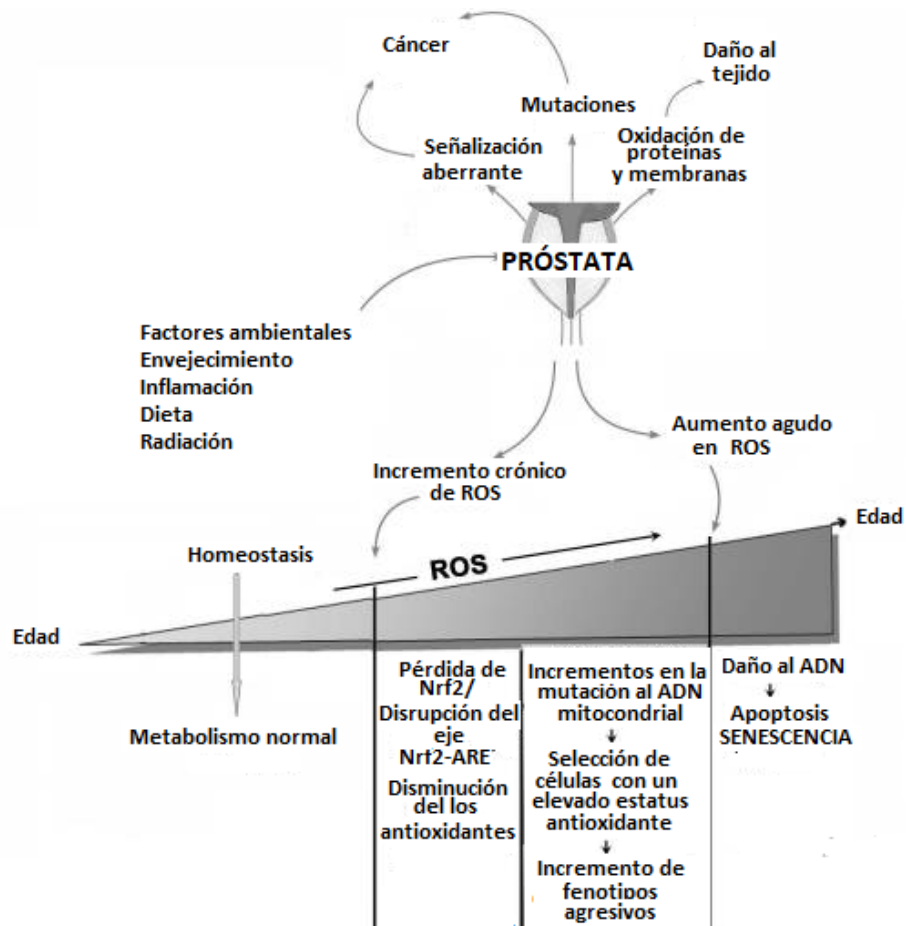 Cáncer
Daño al
tejido
Mutaciones
Señalización
aberrante
Oxidación de
proteínas
y membranas
PRÓSTATA
Factores ambientales
Envejecimiento
Inflamación
Dieta
Radiación
Aumento agudo
en ROS
Incremento crónico
de ROS
Edad
Homeostasis
ROS
Edad
Metabolismo normal
Pérdida de
Nrf2/
Disrupción del
eje
Nrf2-ARE
Disminución
del los
antioxidantes
Incrementos en la
mutación al ADN
mitocondrial
Selección de
células con un
elevado estatus
antioxidante
Incremento de
fenotipos
agresivos
Daño al ADN
Apoptosis
SENESCENCIA